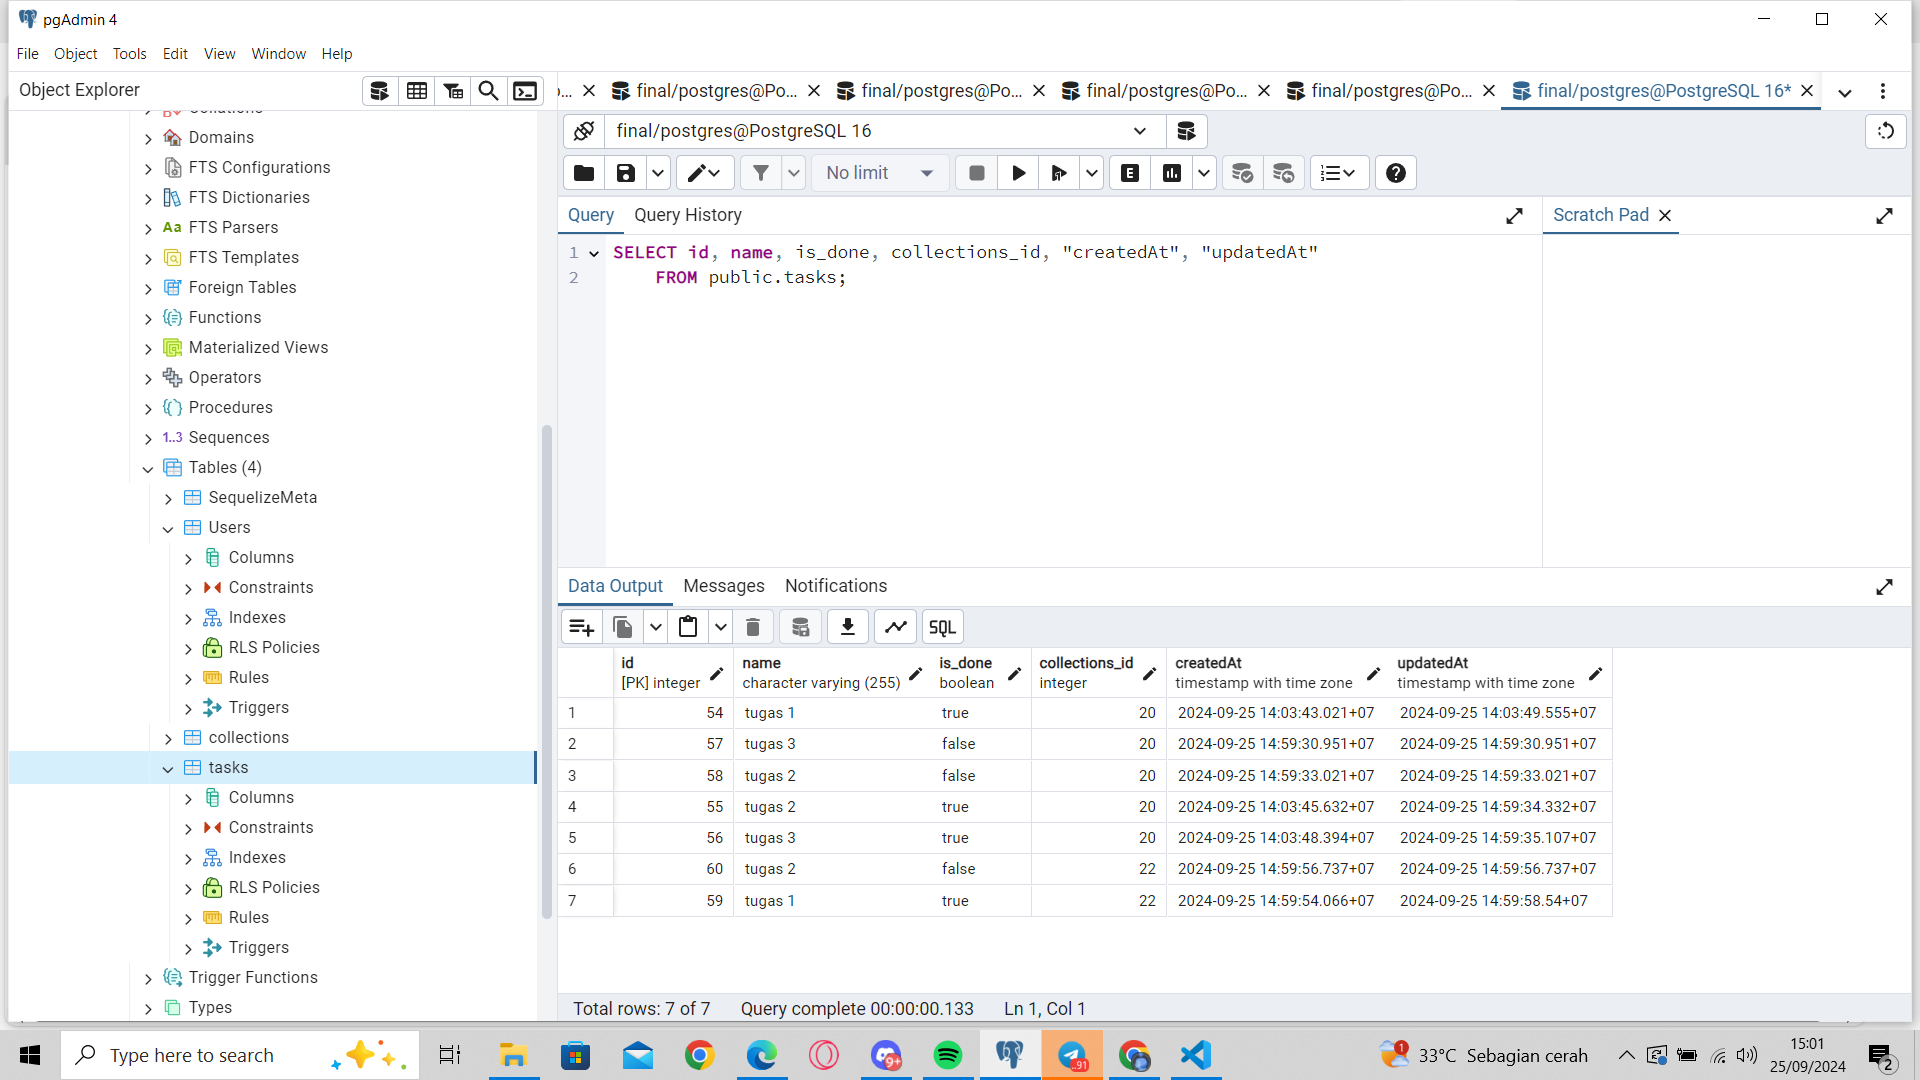 pgAdmin 4
File Object Tools Edit View Window Help
Object Explorer
final/postgres@Po... final/postgres@Po... final/postgres@Po... final/postgres@Po... final/postgres@PostgreSQL 16*
final/postgres@PostgreSQL 16
No limit
Query Query History
Scratch Pad
1 SELECT id, name, is_done, collections_id, "createdAt", "updatedAt"
2 FROM public.tasks;
Domains
FTS Configurations
FTS Dictionaries
Aa FTS Parsers
FTS Templates
Foreign Tables
Functions
Materialized Views
Operators
Procedures
1..3 Sequences
Tables (4)
SequelizeMeta
Users
Columns
Constraints
Indexes
RLS Policies
Rules
Triggers
collections
tasks
Columns
Constraints
Indexes
RLS Policies
Rules
Triggers
Trigger Functions
Types
Data Output Messages Notifications
SQL
id name is_done collections_id createdAt updatedAt
[PK] integer character varying (255) boolean integer timestamp with time zone timestamp with time zone
1 54 tugas 1 true 20 2024-09-25 14:03:43.021+07 2024-09-25 14:03:49.555+07
2 57 tugas 3 false 20 2024-09-25 14:59:30.951+07 2024-09-25 14:59:30.951+07
3 58 tugas 2 false 20 2024-09-25 14:59:33.021+07 2024-09-25 14:59:33.021+07
4 55 tugas 2 true 20 2024-09-25 14:03:45.632+07 2024-09-25 14:59:34.332+07
5 56 tugas 3 true 20 2024-09-25 14:03:48.394+07 2024-09-25 14:59:35.107+07
6 60 tugas 2 false 22 2024-09-25 14:59:56.737+07 2024-09-25 14:59:56.737+07
7 59 tugas 1 true 22 2024-09-25 14:59:54.066+07 2024-09-25 14:59:58.54+07
Total rows: 7 of 7 Query complete 00:00:00.133 Ln 1, Col 1
Type here to search
9+
..91
1
33°C Sebagian cerah
15:01
25/09/2024
2